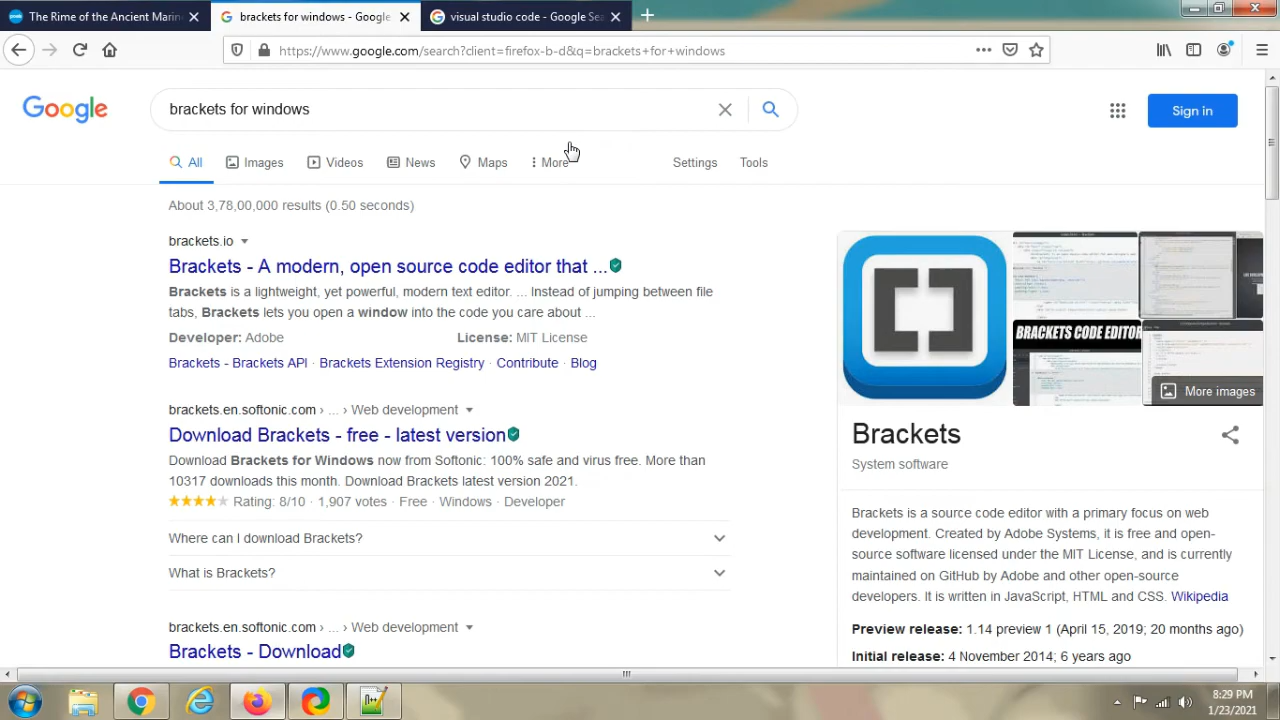 The Rime of the Ancient Marin
brackets for windows - Google
visual studio code - Google Sea
https://www.google.com/search?client=firefox-b-d&q=brackets+for+windows
Google
brackets for windows
Sign in
All
Images
Videos
News
Maps
More
Settings
Tools
About 3,78,00,000 results (0.50 seconds)
brackets.io
Brackets - A modern, open source code editor that ...
Brackets is a lightweight, yet powerful, modern text editor. ... Instead of jumping between file
tabs, Brackets lets you open a window into the code you care about ...
Developer: Adobe
License: MIT License
Brackets - Brackets API · Brackets Extension Registry · Contribute · Blog
brackets.en.softonic.com › ... › Web development
Download Brackets - free - latest version
Download Brackets for Windows now from Softonic: 100% safe and virus free. More than
10317 downloads this month. Download Brackets latest version 2021.
Rating: 8/10 · 1,907 votes · Free · Windows · Developer
Where can I download Brackets?
What is Brackets?
brackets.en.softonic.com › ... › Web development
Brackets - Download
BRACKETS CODE EDITOR
More images
Brackets
System software
Brackets is a source code editor with a primary focus on web
development. Created by Adobe Systems, it is free and open-
source software licensed under the MIT License, and is currently
maintained on GitHub by Adobe and other open-source
developers. It is written in JavaScript, HTML and CSS. Wikipedia
Preview release: 1.14 preview 1 (April 15, 2019; 20 months ago)
Initial release: 4 November 2014; 6 years ago
8:29 PM
1/23/2021